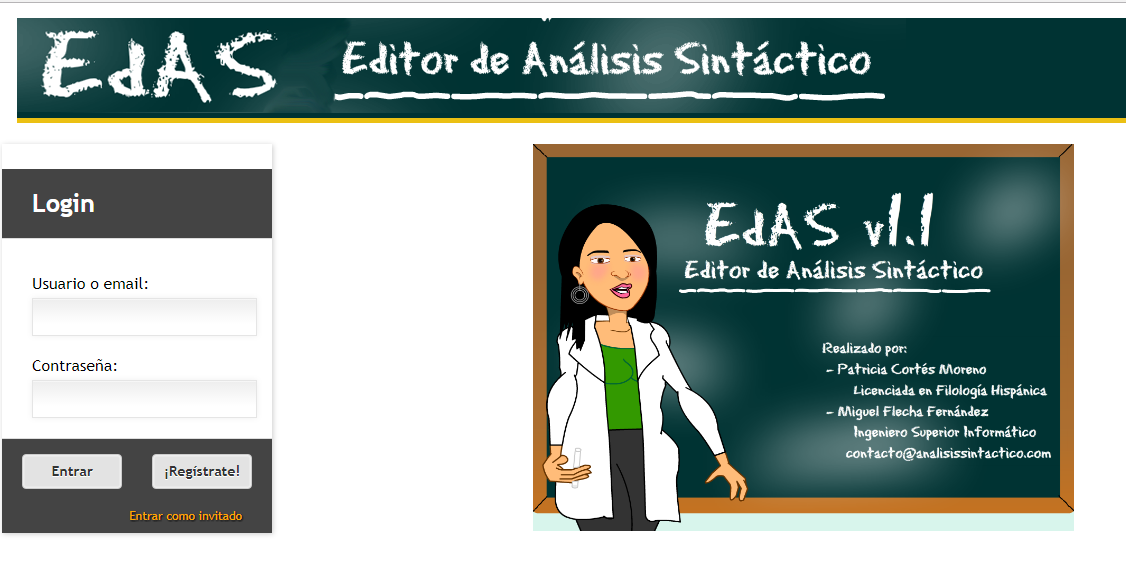 EdAS
Editor de Análisis Sintáctico
Login
Usuario o email:
Contraseña:
Entrar
¡Regístrate!
Entrar como invitado
EdAS v1.1
Editor de Análisis Sintáctico
Realizado por:
- Patricia Cortés Moreno
Licenciada en Filología Hispánica
- Miguel Flecha Fernández
Ingeniero Superior Informático
contacto@analisissintactico.com